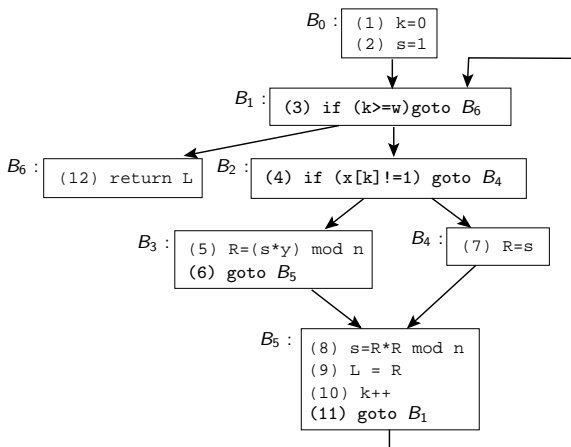 B0 :
(1) k=0
(2) s=1
B1 :
(3) if (k>=w)goto B6
B6 :
(12) return L
B2 :
(4) if (x[k]!=1) goto B4
B3 :
(5) R=(s*y) mod n
(6) goto B5
B4 :
(7) R=s
B5 :
(8) s=R*R mod n
(9) L = R
(10) k++
(11) goto B1